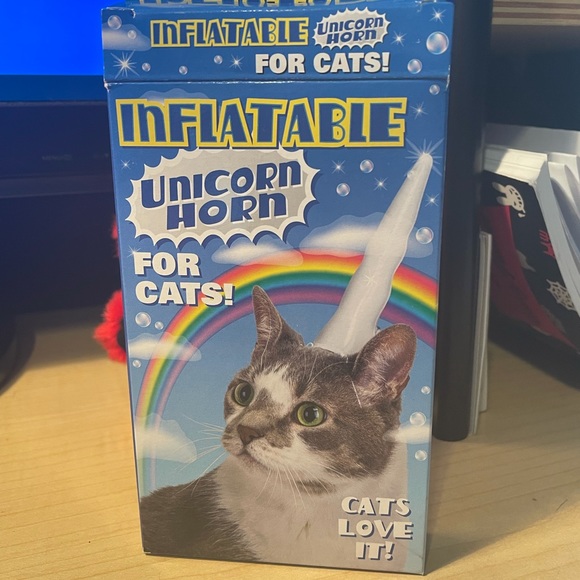 INFLATABLE UNICORN HORN
FOR CATS!
INFLATABLE
UNICORN
HORN
FOR
CATS!
CATS
LOVE
IT!